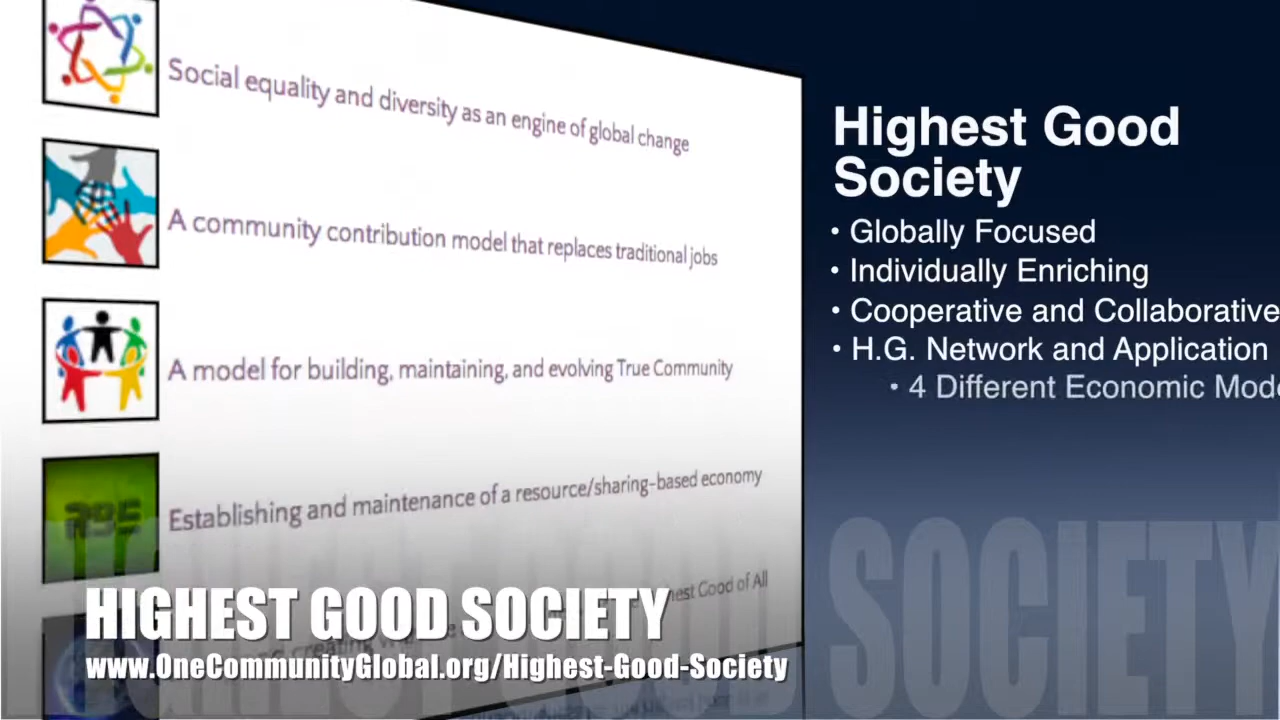 Social equality and diversity as an engine of global change
A community contribution model that replaces traditional jobs
A model for building, maintaining, and evolving True Community
Establishing and maintenance of a resource/sharing-based economy
Highest Good
Society
• Globally Focused
• Individually Enriching
• Cooperative and Collaborative
• H.G. Network and Application
• 4 Different Economic
and creating
Good of All
HIGHEST GOOD SOCIETY
www.OneCommunityGlobal.org/Highest-Good-Society
SOCIETY